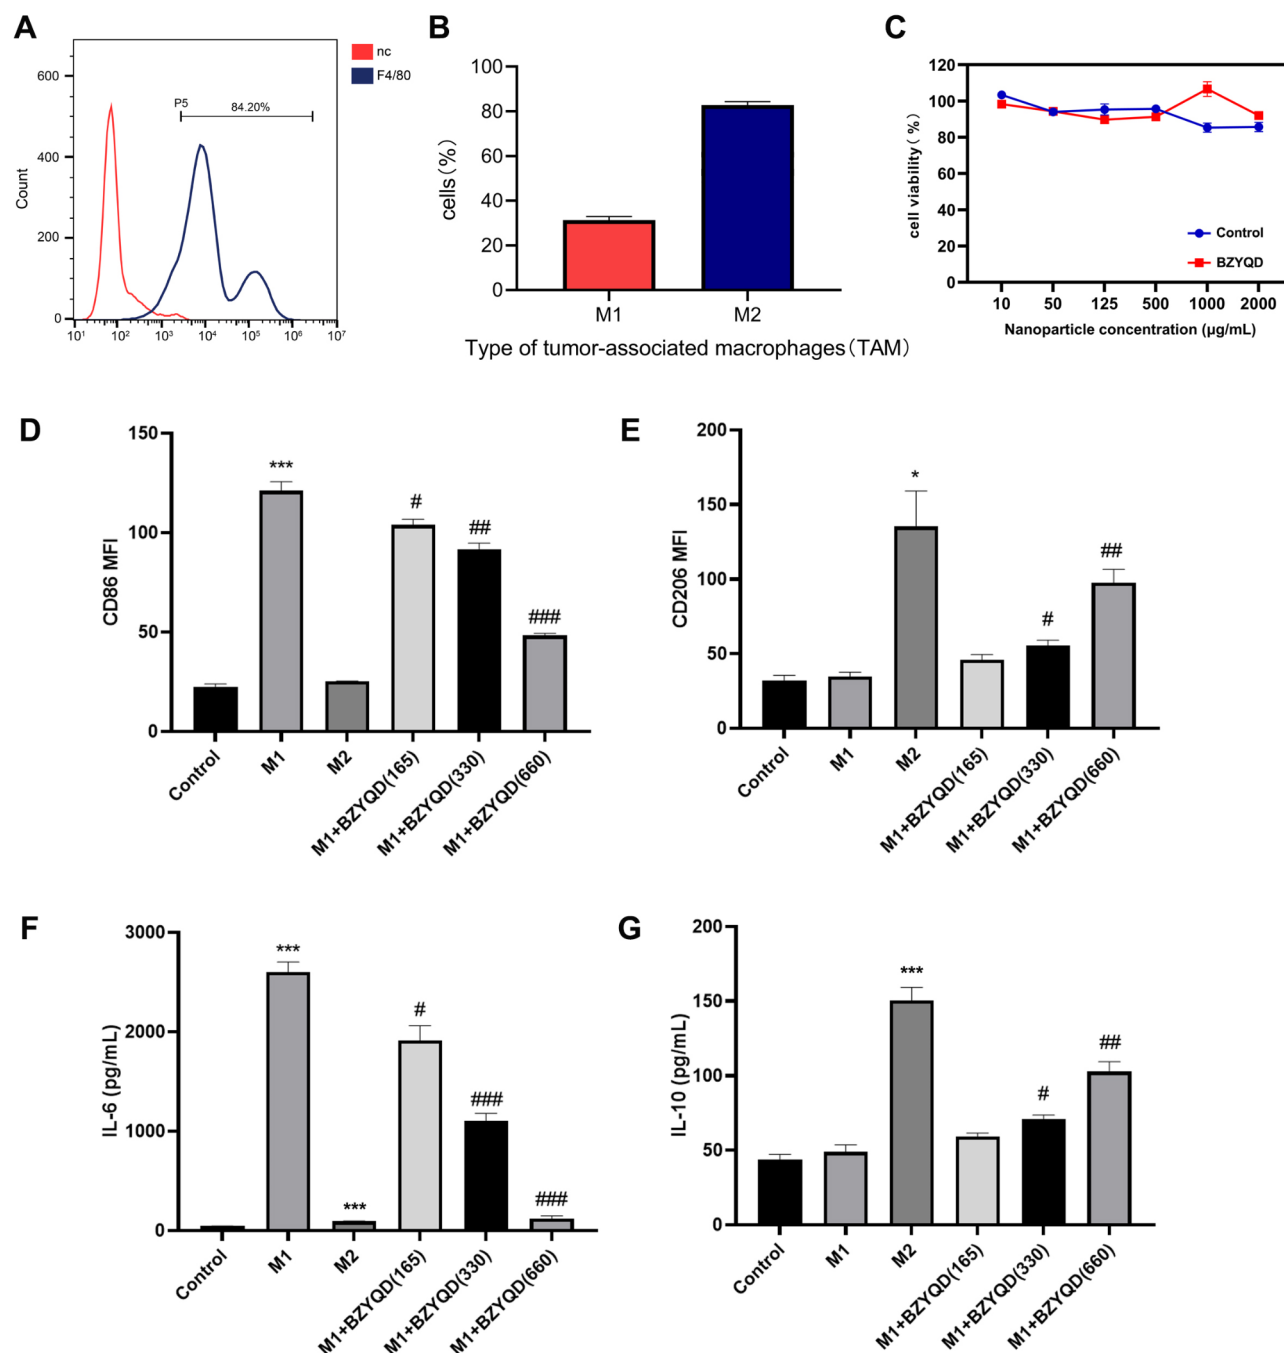 A
nc
F4/80
P5
84.20%
600
400
200
0
Count
10¹ 10² 10³ 10⁴ 10⁵ 10⁶ 10⁷
B
100
80
60
40
20
0
cells(%)
M1 M2
Type of tumor-associated macrophages(TAM)
C
120
100
80
60
40
20
0
cell viability( %)
Control
BZYQD
10 50 125 500 1000 2000
Nanoparticle concentration (µg/mL)
D
150
100
50
0
CD86 MFI
***
#
##
###
Control
M1
M2
M1+BZYQD(165)
M1+BZYQD(330)
M1+BZYQD(660)
E
200
150
100
50
0
CD206 MFI
*
#
##
Control
M1
M2
M1+BZYQD(165)
M1+BZYQD(330)
M1+BZYQD(660)
F
3000
2000
1000
0
IL-6 (pg/mL)
***
***
#
###
###
Control
M1
M2
M1+BZYQD(165)
M1+BZYQD(330)
M1+BZYQD(660)
G
200
150
100
50
0
IL-10 (pg/mL)
***
#
##
Control
M1
M2
M1+BZYQD(165)
M1+BZYQD(330)
M1+BZYQD(660)